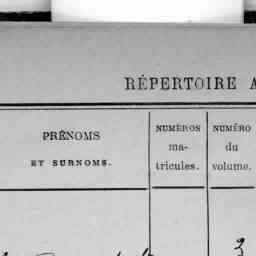 RÉPERTOIRE A
PRÉNOMS
ET SURNOMS.
NUMÉROS
ma-
tricules.
NUMÉRO
du
volume.
3